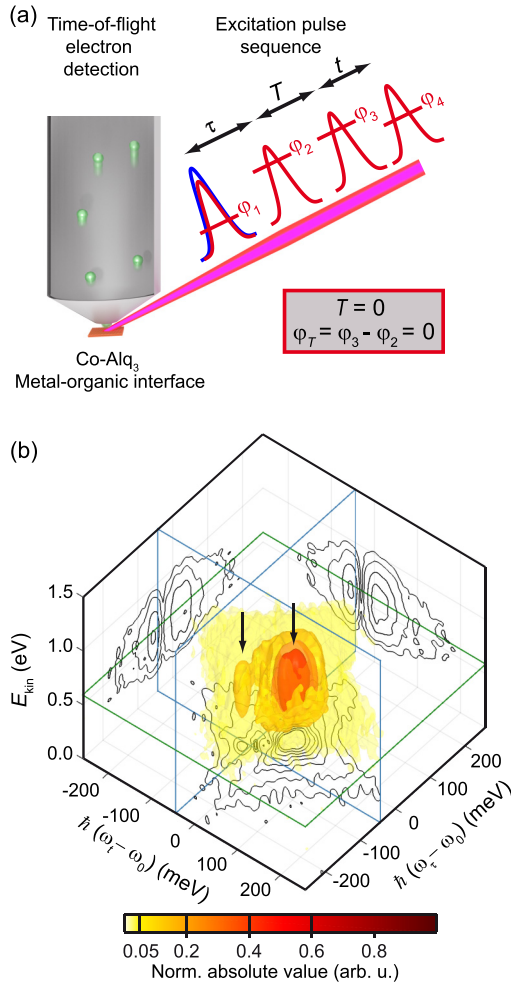 (a)
Time-of-flight
electron
detection
Excitation pulse
sequence
τ
T
t
φ1
φ2
φ3
φ4
T = 0
φT = φ3 - φ2 = 0
Co-Alq3
Metal-organic interface
(b)
Ekin (eV)
1.5
1.0
0.5
0.0
-200
-100
0
100
200
ħ (ωt – ω0) (meV)
200
100
0
-100
-200
ħ (ωτ – ω0) (meV)
0.05 0.2 0.4 0.6 0.8
Norm. absolute value (arb. u.)